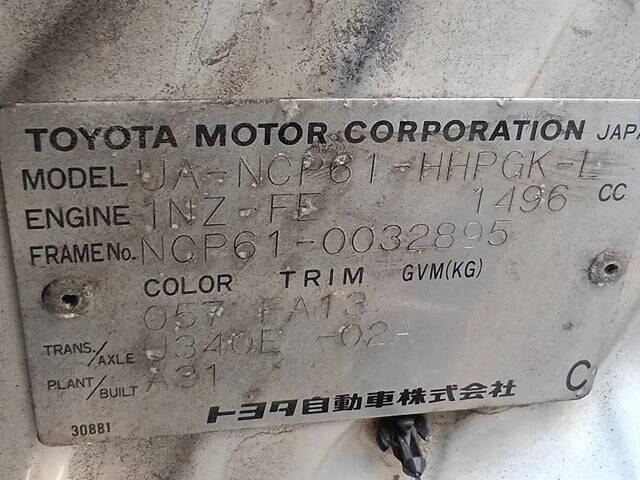 TOYOTA MOTOR CORPORATION JAPA
MODEL UA-NCP61-HHPGK-L
ENGINE 1NZ-FE 1496 CC
FRAME No. NCP61-0032895
COLOR TRIM GVM(KG)
057 FA13
TRANS./AXLE U340E -02A
PLANT/BUILT A31
トヨタ自動車株式会社 C
30881